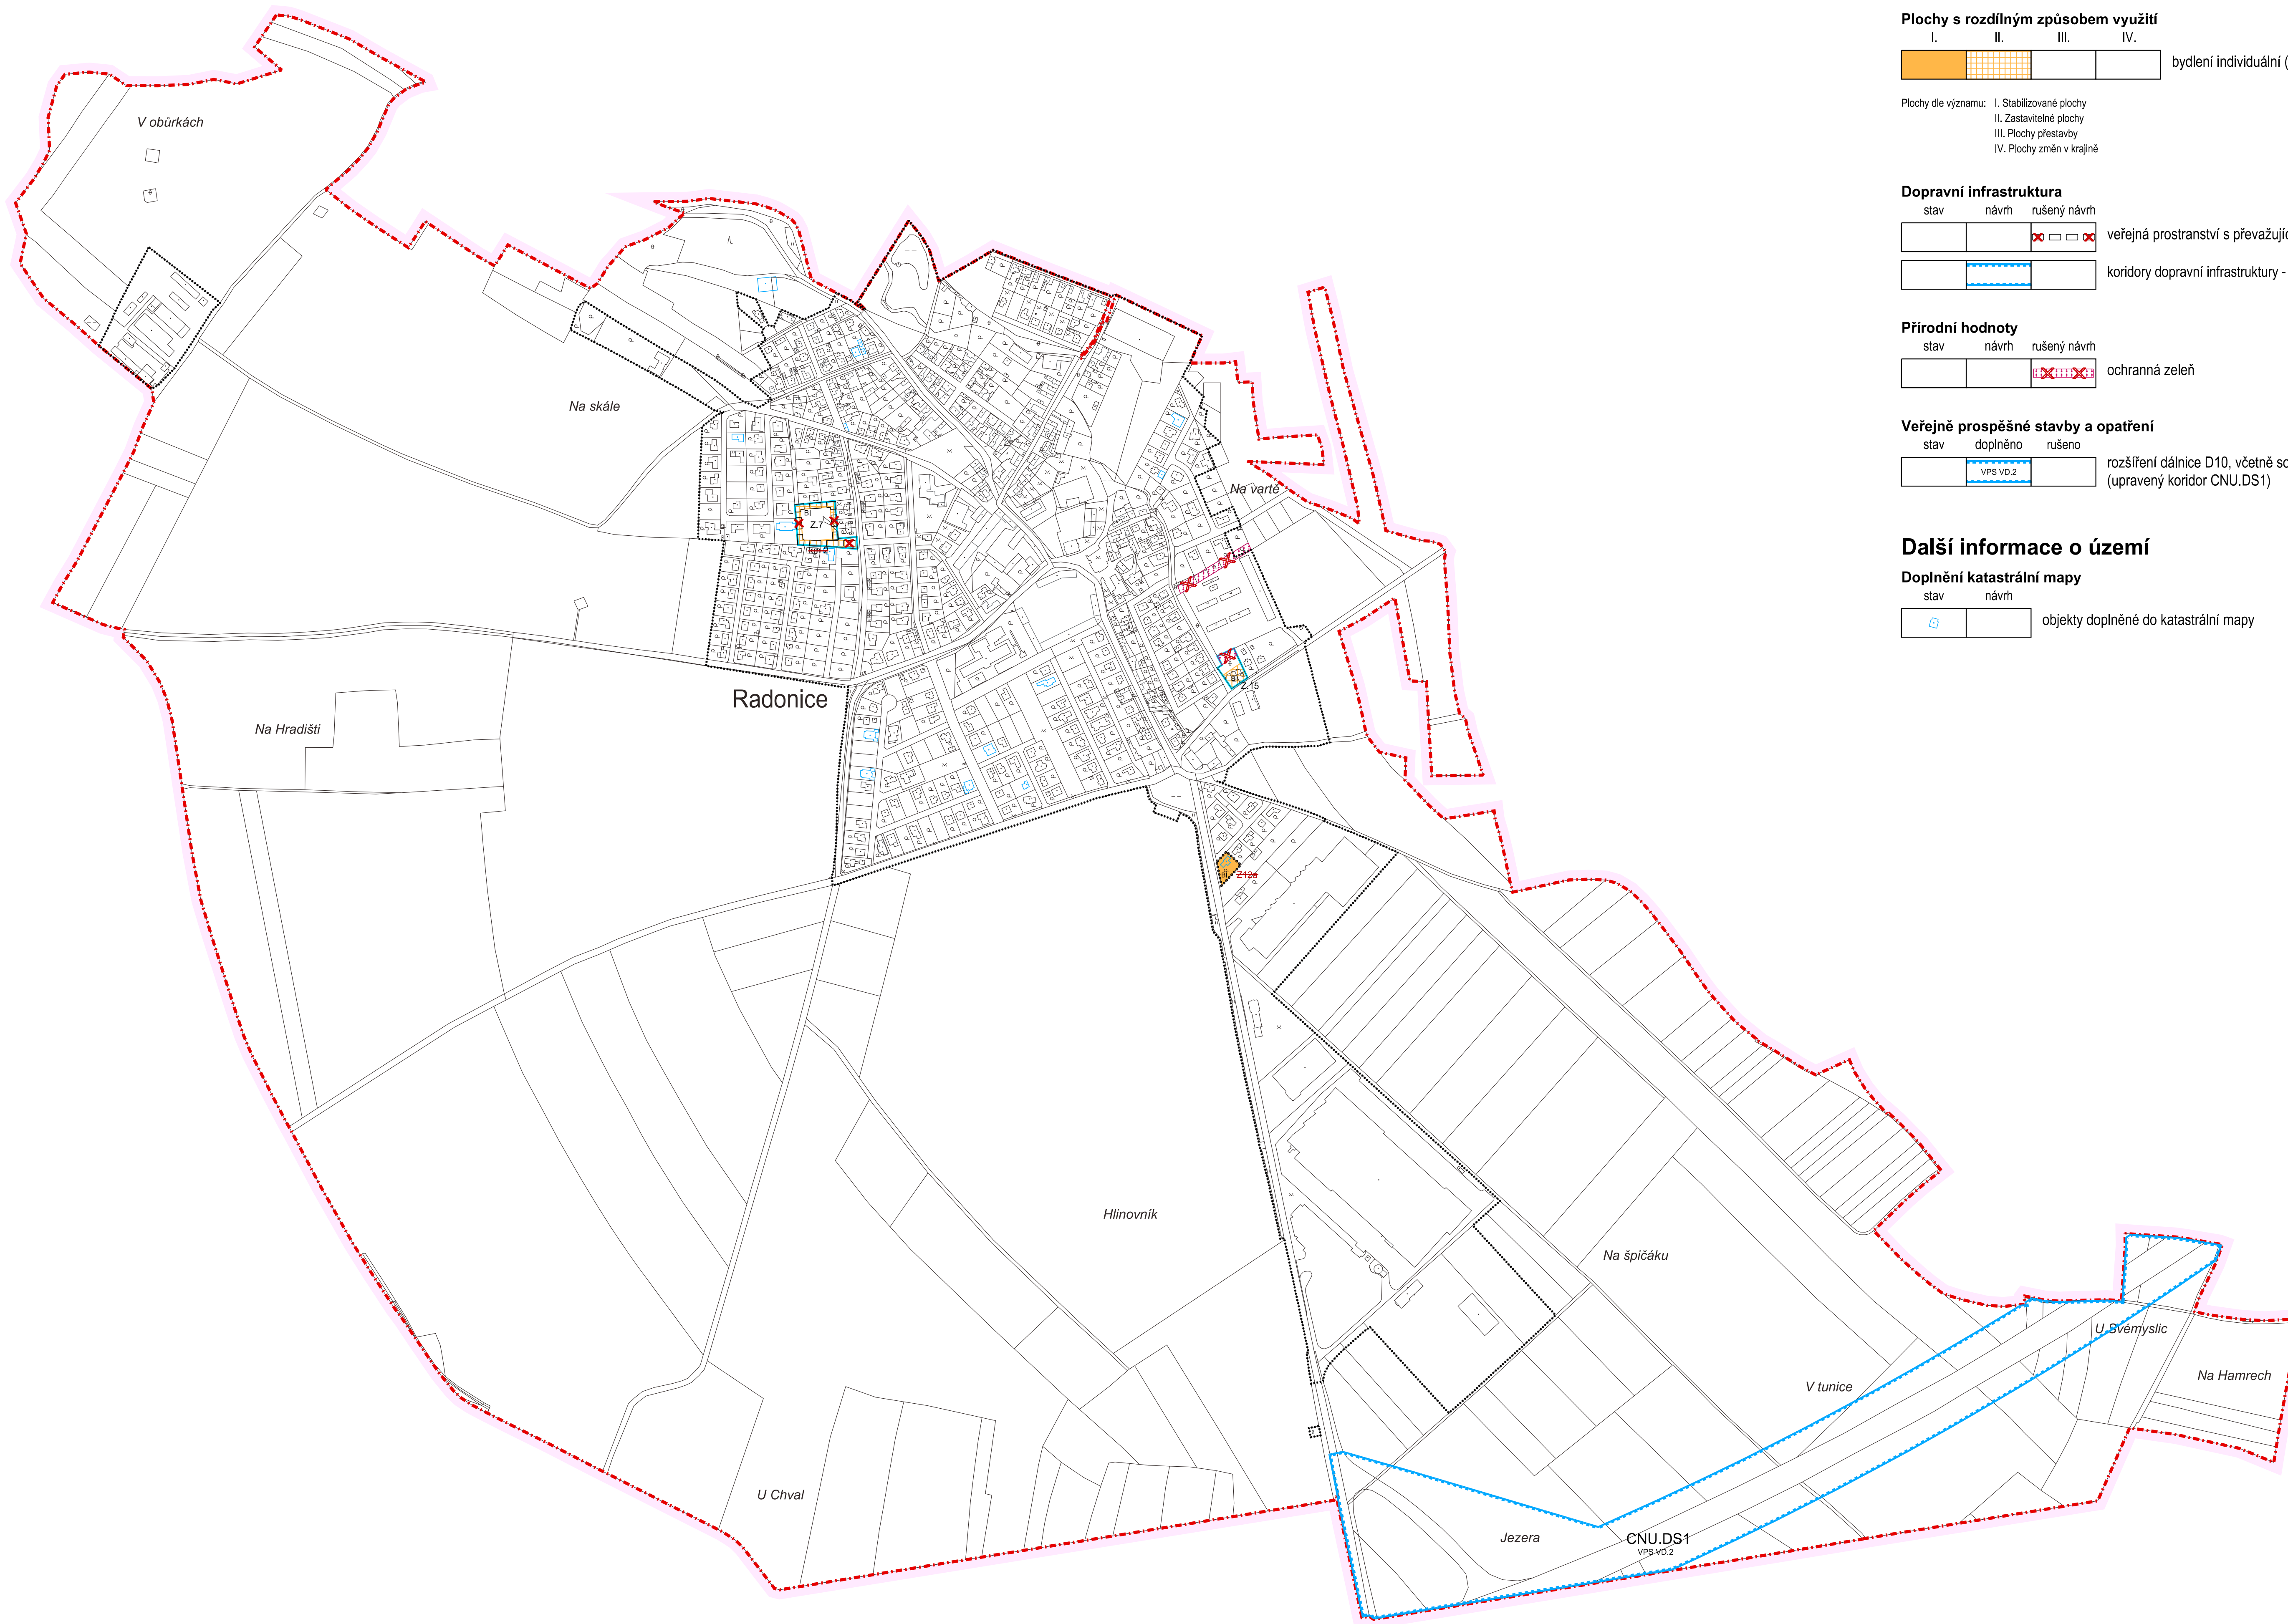 Plochy s rozdílným způsobem využití
I. II. III. IV.
bydlení individuální (
Plochy dle významu: I. Stabilizované plochy
II. Zastavitelné plochy
III. Plochy přestavby
IV. Plochy změn v krajině
Dopravní infrastruktura
stav návrh rušený návrh
veřejná prostranství s převažujíc
koridory dopravní infrastruktury -
Přírodní hodnoty
stav návrh rušený návrh
ochranná zeleň
Veřejně prospěšné stavby a opatření
stav doplněno rušeno
VPS VD.2
rozšíření dálnice D10, včetně so
(upravený koridor CNU.DS1)
Další informace o území
Doplnění katastrální mapy
stav návrh
objekty doplněné do katastrální mapy
V obůrkách
Na skále
Na vartě
BI
Z.7
km 2
BI
Z.15
Radonice
Na Hradišti
Z12a
Hlinovník
Na špičáku
U Svémyslic
Na Hamrech
V tunice
U Chval
Jezera
CNU.DS1
VPS VD.2